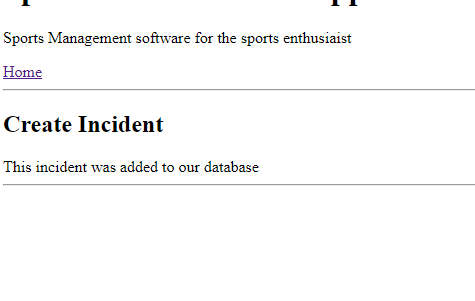 Sports Management software for the sports enthusiaist
Home
Create Incident
This incident was added to our database